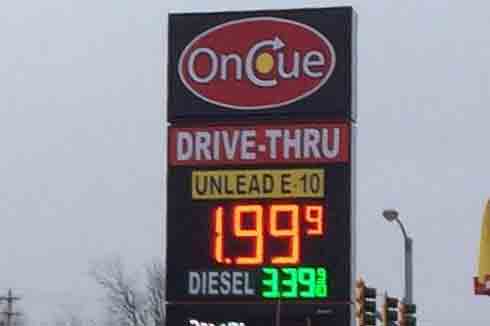 OnCue
DRIVE-THRU
UNLEAD E-10
1.99 9
DIESEL 3.39 9